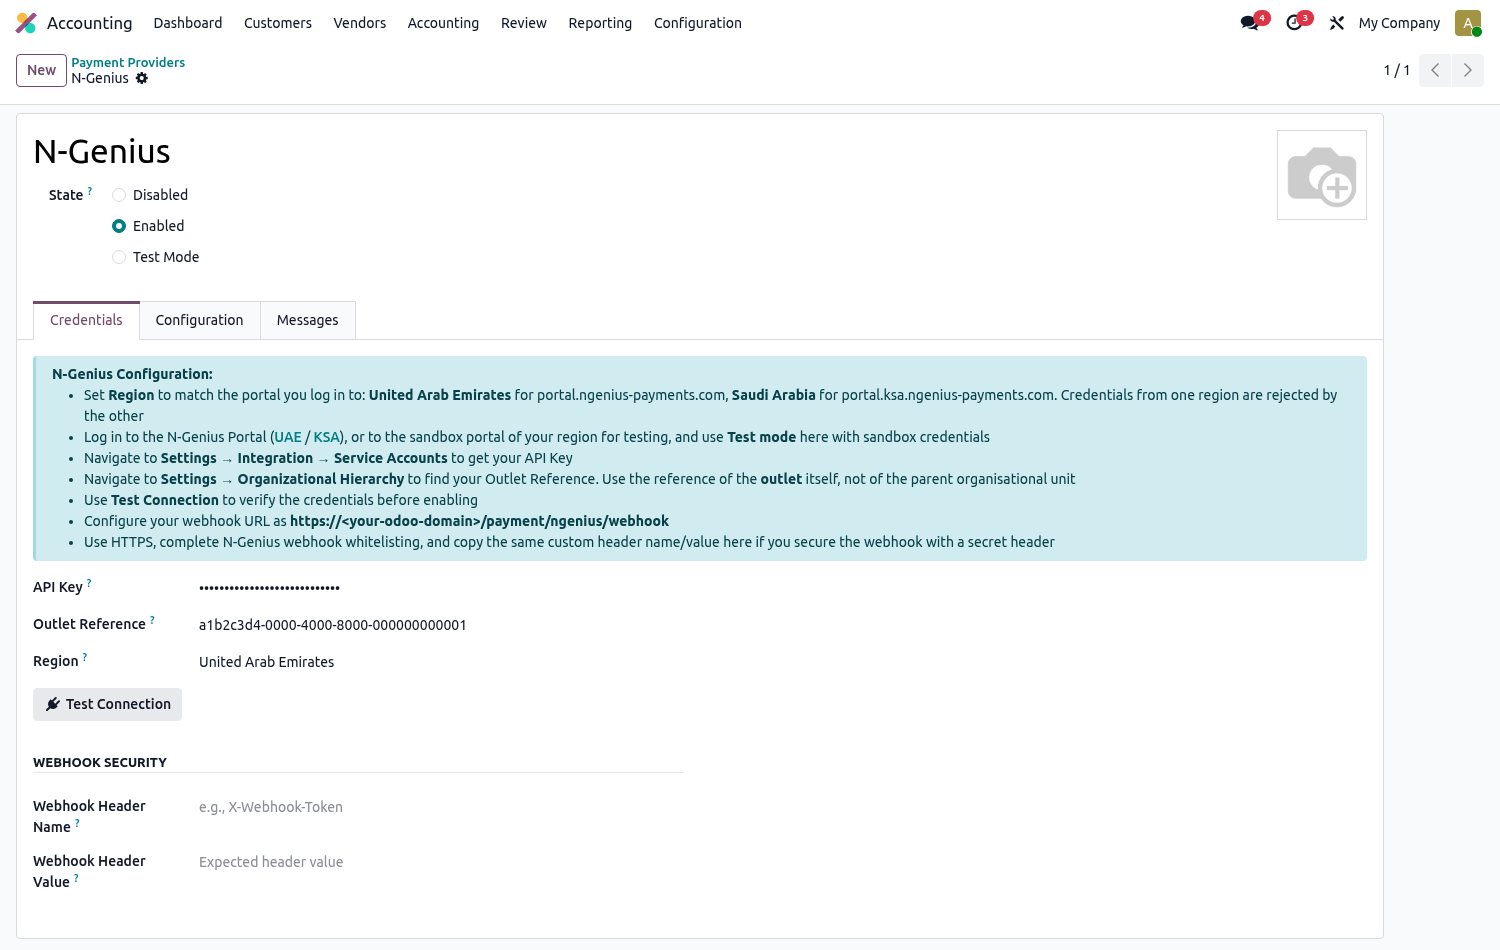 Accounting Dashboard Customers Vendors Accounting Review Reporting Configuration 4 3 My Company A
New Payment Providers
N-Genius
1 / 1
N-Genius
State ? Disabled
Enabled
Test Mode
Credentials Configuration Messages
N-Genius Configuration:
• Set Region to match the portal you log in to: United Arab Emirates for portal.ngenius-payments.com, Saudi Arabia for portal.ksa.ngenius-payments.com. Credentials from one region are rejected by
the other
• Log in to the N-Genius Portal (UAE / KSA), or to the sandbox portal of your region for testing, and use Test mode here with sandbox credentials
• Navigate to Settings → Integration → Service Accounts to get your API Key
• Navigate to Settings → Organizational Hierarchy to find your Outlet Reference. Use the reference of the outlet itself, not of the parent organisational unit
• Use Test Connection to verify the credentials before enabling
• Configure your webhook URL as https://<your-odoo-domain>/payment/ngenius/webhook
• Use HTTPS, complete N-Genius webhook whitelisting, and copy the same custom header name/value here if you secure the webhook with a secret header
API Key ? ••••••••••••••••••••••••••••
Outlet Reference ? a1b2c3d4-0000-4000-8000-000000000001
Region ? United Arab Emirates
Test Connection
WEBHOOK SECURITY
Webhook Header e.g., X-Webhook-Token
Name ?
Webhook Header Expected header value
Value ?